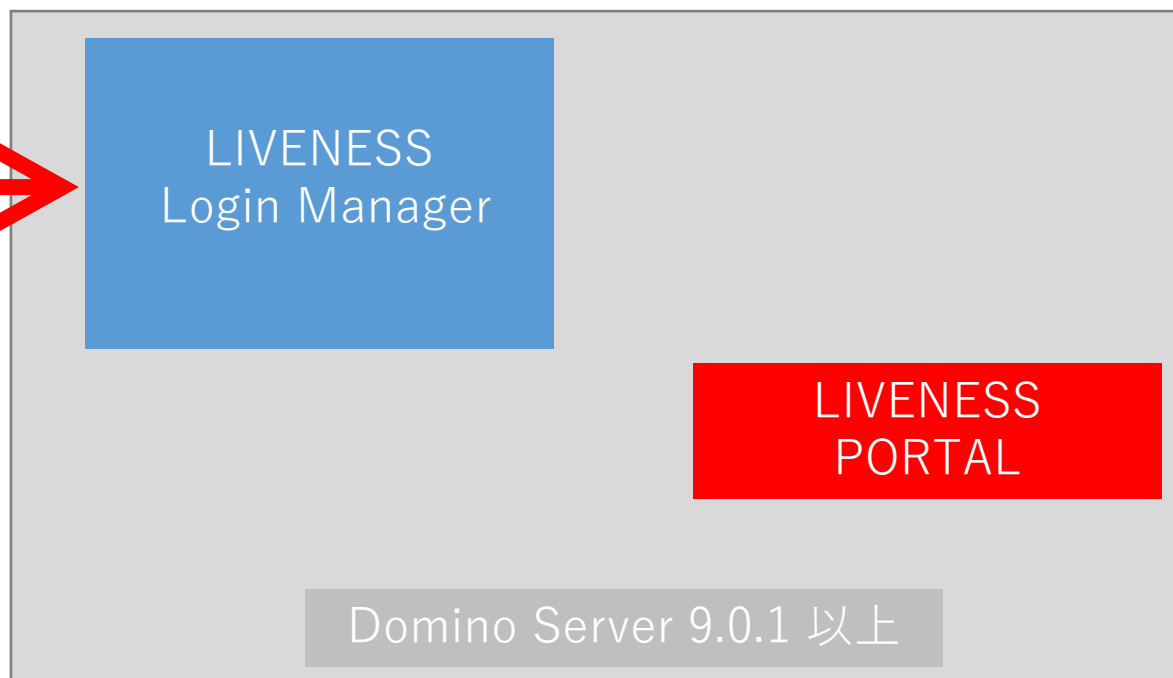 LIVENESS
Login Manager
LIVENESS
PORTAL
Domino Server 9.0.1 以上